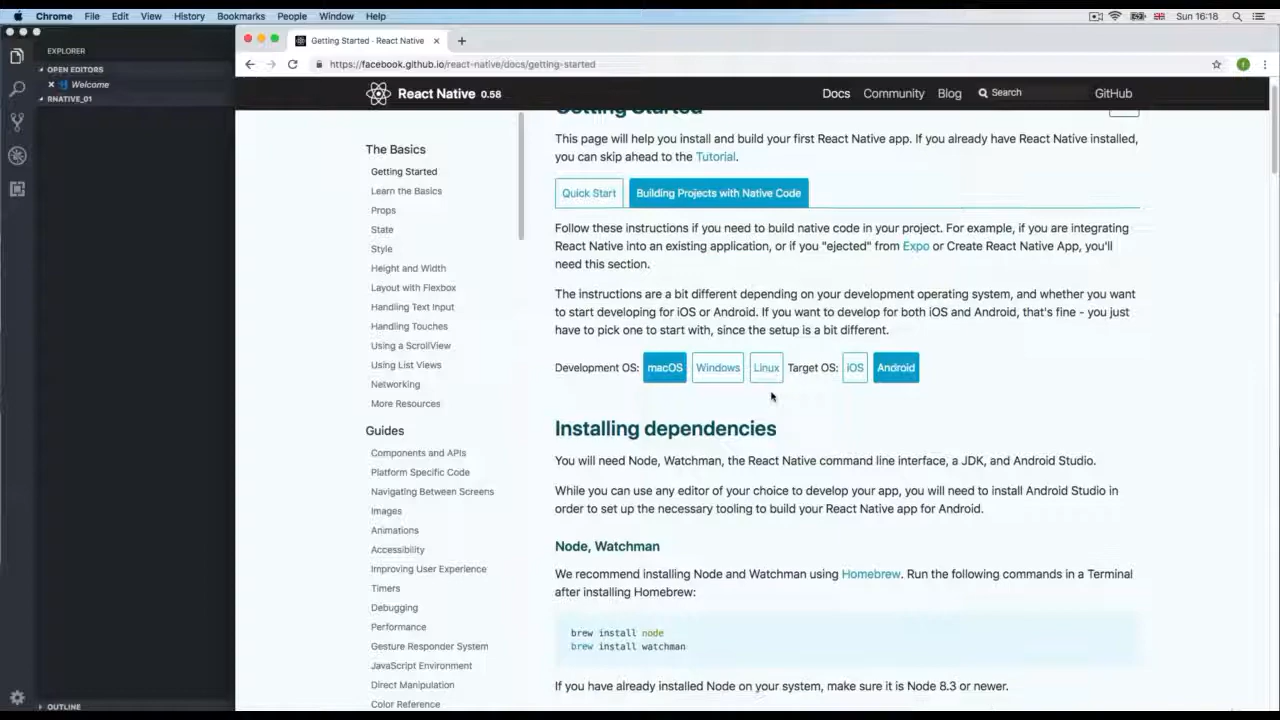 Chrome File Edit View History Bookmarks People Window Help Sun 16:18
EXPLORER
OPEN EDITORS
Welcome
RNATIVE_01
OUTLINE
Getting Started · React Native
https://facebook.github.io/react-native/docs/getting-started
React Native 0.58 Docs Community Blog Search GitHub
The Basics
Getting Started
Learn the Basics
Props
State
Style
Height and Width
Layout with Flexbox
Handling Text Input
Handling Touches
Using a ScrollView
Using List Views
Networking
More Resources
Guides
Components and APIs
Platform Specific Code
Navigating Between Screens
Images
Animations
Accessibility
Improving User Experience
Timers
Debugging
Performance
Gesture Responder System
JavaScript Environment
Direct Manipulation
Color Reference
Getting Started
This page will help you install and build your first React Native app. If you already have React Native installed,
you can skip ahead to the Tutorial.
Quick Start Building Projects with Native Code
Follow these instructions if you need to build native code in your project. For example, if you are integrating
React Native into an existing application, or if you "ejected" from Expo or Create React Native App, you'll
need this section.
The instructions are a bit different depending on your development operating system, and whether you want
to start developing for iOS or Android. If you want to develop for both iOS and Android, that's fine - you just
have to pick one to start with, since the setup is a bit different.
Development OS: macOS Windows Linux Target OS: iOS Android
Installing dependencies
You will need Node, Watchman, the React Native command line interface, a JDK, and Android Studio.
While you can use any editor of your choice to develop your app, you will need to install Android Studio in
order to set up the necessary tooling to build your React Native app for Android.
Node, Watchman
We recommend installing Node and Watchman using Homebrew. Run the following commands in a Terminal
after installing Homebrew:
brew install node
brew install watchman
If you have already installed Node on your system, make sure it is Node 8.3 or newer.